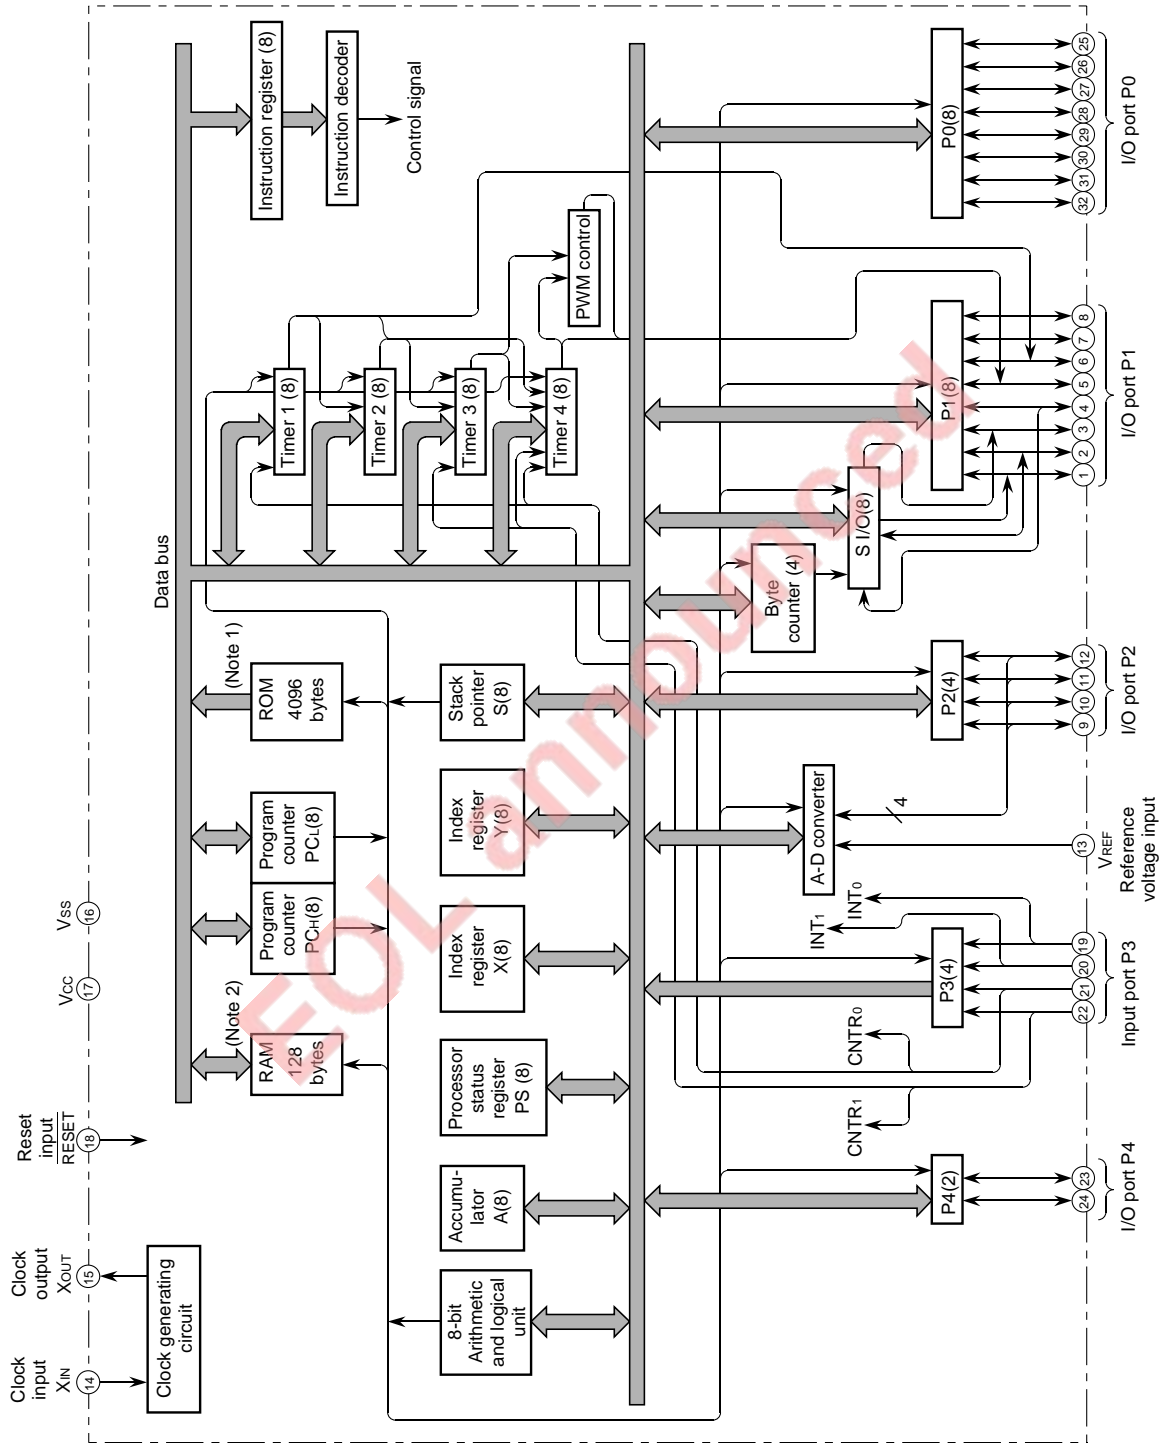 Clock
input
XIN
14
Clock
output
XOUT
15
Clock generating
circuit
Reset
input
RESET
18
VCC
17
VSS
16
Data bus
(Note 2)
RAM
128
bytes
Program
counter
PCH(8)
Program
counter
PCL(8)
(Note 1)
ROM
4096
bytes
Instruction register (8)
Instruction decoder
Control signal
8-bit
Arithmetic
and logical
unit
Accumu-
lator
A(8)
Processor
status
register
PS (8)
Index
register
X(8)
Index
register
Y(8)
Stack
pointer
S(8)
Timer 1 (8)
Timer 2 (8)
Timer 3 (8)
Timer 4 (8)
PWM control
Byte
counter (4)
S I/O(8)
A-D converter
4
CNTR1
CNTR0
INT1
INT0
P4(2)
P3(4)
P2(4)
P1(8)
P0(8)
24
23
I/O port P4
22
21
20
19
Input port P3
13
VREF
Reference
voltage input
9
10
11
12
I/O port P2
1
2
3
4
5
6
7
8
I/O port P1
32
31
30
29
28
27
26
25
I/O port P0
EOL announced